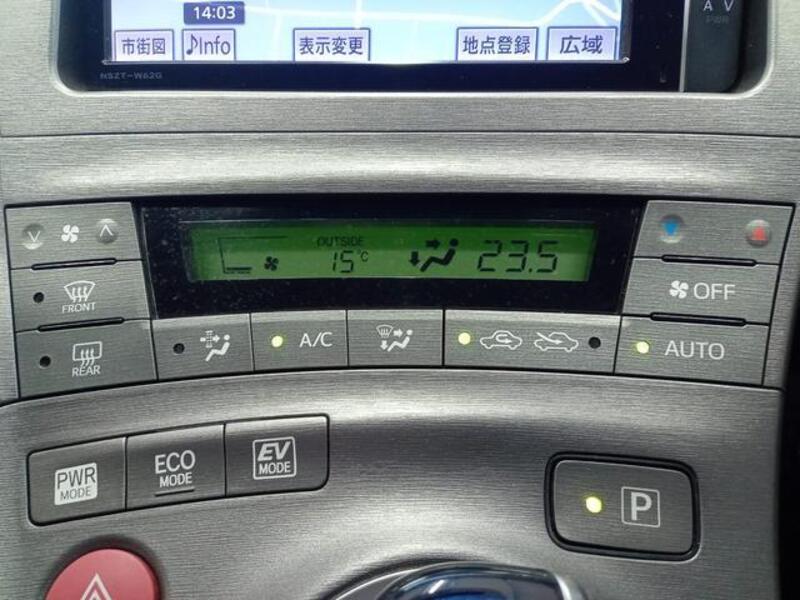 14:03
A V
PWR
市街図 ♪Info 表示変更 地点登録 広域
NSZT-W62G
OUTSIDE
15°C 23.5
FRONT
OFF
REAR
A/C
AUTO
PWR
MODE
ECO
MODE
EV
MODE
P